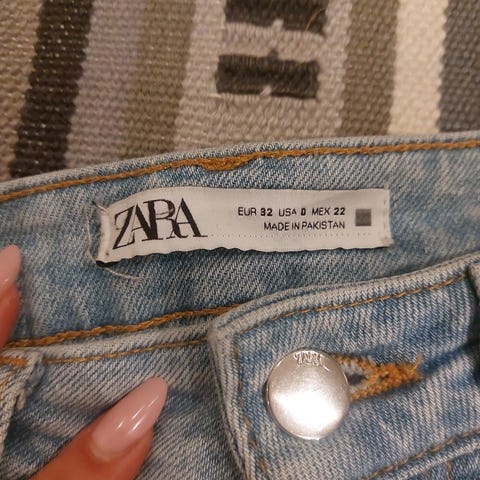 ZARA
EUR 32 USA 0 MEX 22
MADE IN PAKISTAN